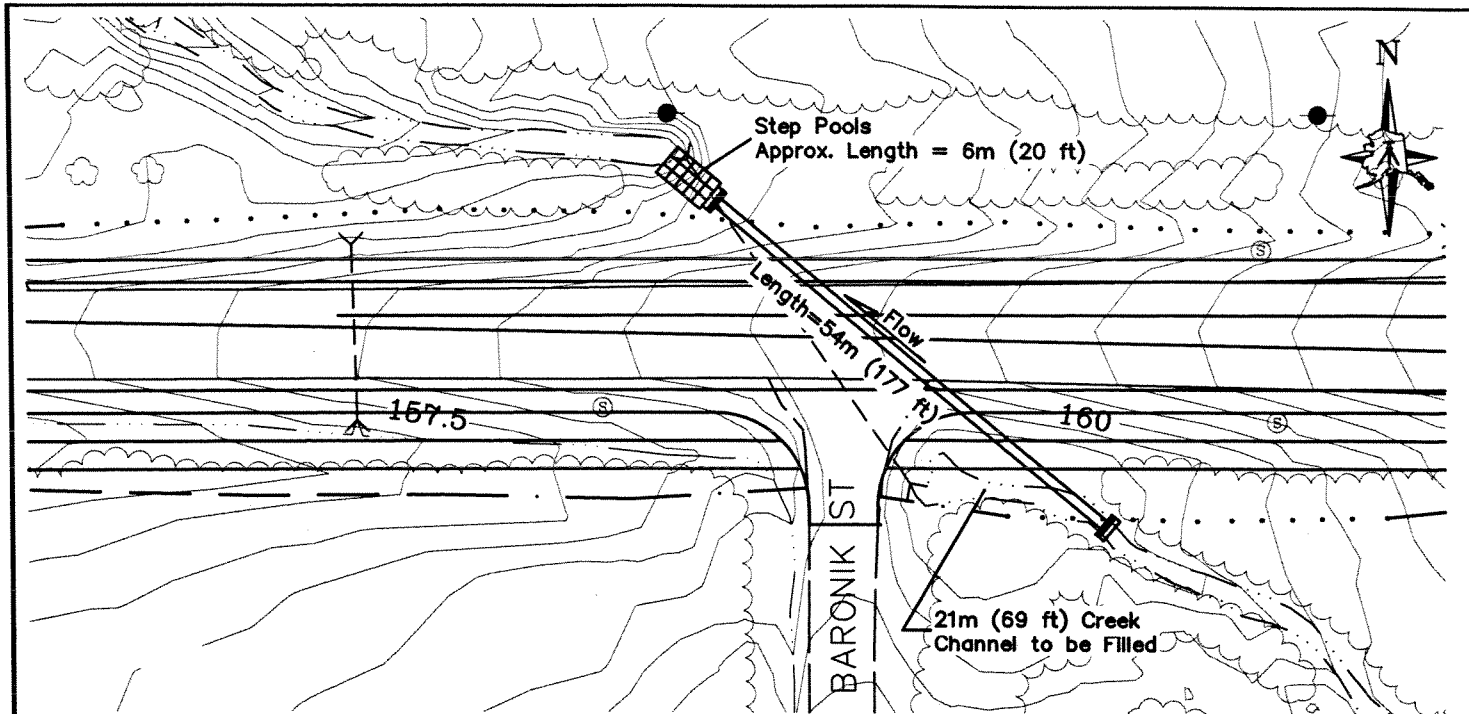 N
Step Pools
Approx. Length = 6m (20 ft)
S
Length=54m (177 ft)
Flow
157.5
S
160
S
BARONIK ST
21m (69 ft) Creek
Channel to be Filled